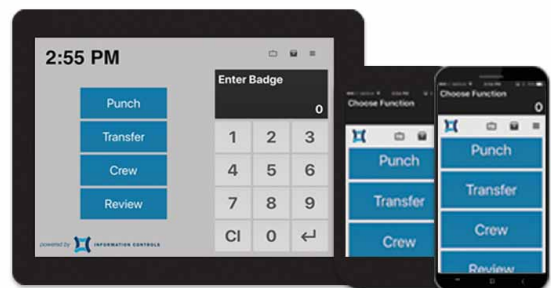 2:55 PM
Enter Badge
0
Punch
Transfer
Crew
Review
1 2 3
4 5 6
7 8 9
Cl 0
powered by INFORMATION CONTROLS
Choose Function
Punch
Transfer
Crew
Choose Function
0
Punch
Transfer
Crew
Review